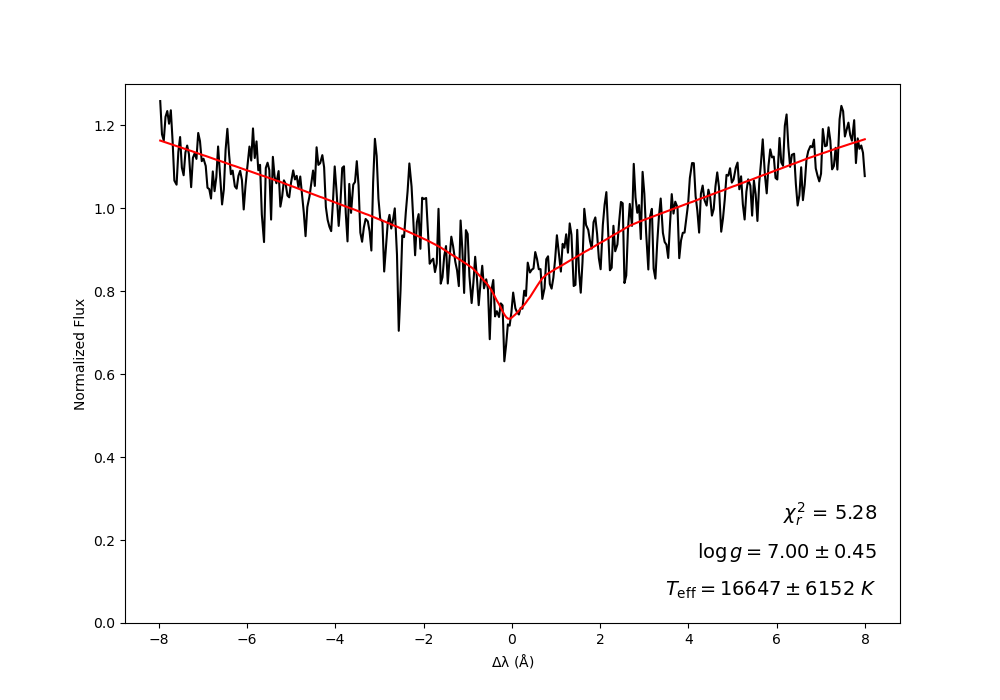 1.2
1.0
0.8
0.6
0.4
0.2
0.0
Normalized Flux
χ²ᵣ = 5.28
log g = 7.00 ± 0.45
T_eff = 16647 ± 6152 K
−8 −6 −4 −2 0 2 4 6 8
Δλ (Å)